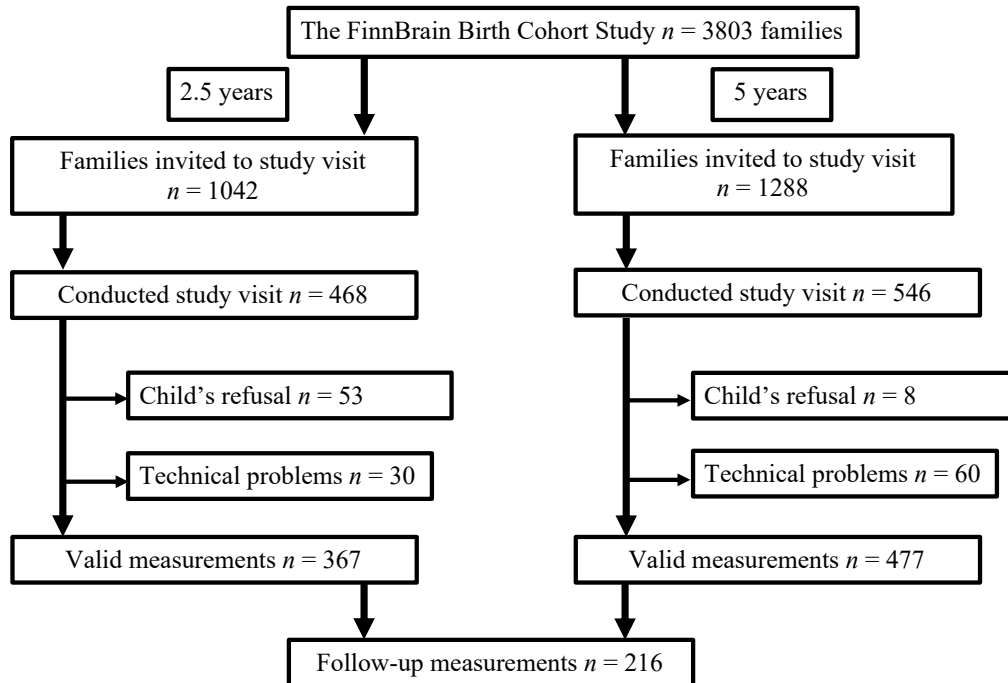 The FinnBrain Birth Cohort Study n = 3803 families
2.5 years
5 years
Families invited to study visit
n = 1042
Families invited to study visit
n = 1288
Conducted study visit n = 468
Conducted study visit n = 546
Child’s refusal n = 53
Child’s refusal n = 8
Technical problems n = 30
Technical problems n = 60
Valid measurements n = 367
Valid measurements n = 477
Follow-up measurements n = 216